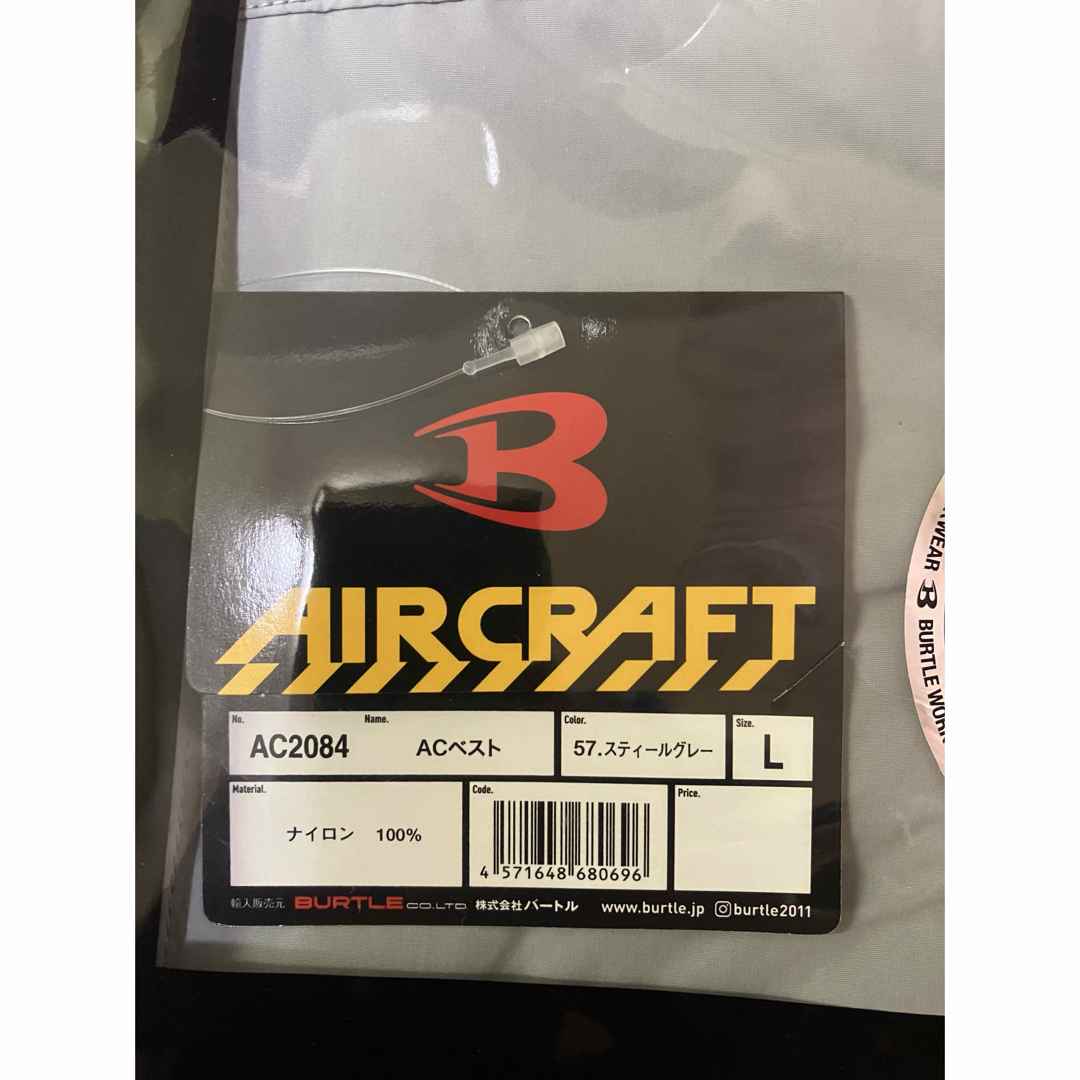 B
AIRCRAFT
No. Name. Color. Size.
AC2084 ACベスト 57.スティールグレー L
Material. Code. Price.
ナイロン 100%
4 571648 680696
輸入販売元 BURTLE CO.LTD. 株式会社バートル www.burtle.jp burtle2011
WEAR B BURTLE WORK